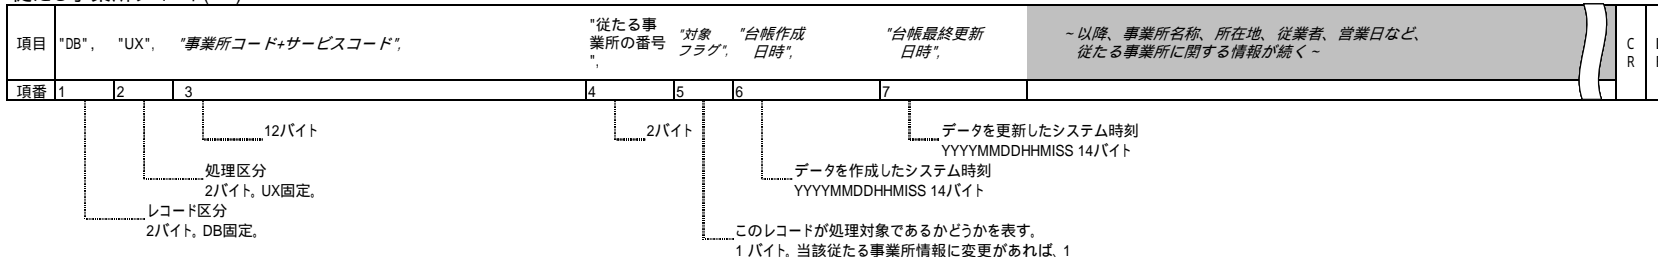 従たる事業所
項目 "DB", "UX", "事業所コード+サービスコード", "従たる事業所の番号", "対象フラグ", "台帳作成日時", "台帳最終更新日時", ~以降、事業所名称、所在地、従業者、営業日など、
従たる事業所に関する情報が続く~ CR
項番 1 2 3 4 5 6 7
12バイト
2バイト
データを更新したシステム時刻
YYYYMMDDHHMISS 14バイト
処理区分
2バイト。UX固定。
データを作成したシステム時刻
YYYYMMDDHHMISS 14バイト
レコード区分
2バイト。DB固定。
このレコードが処理対象であるかどうかを表す。
1 バイト。当該従たる事業所情報に変更があれば、1